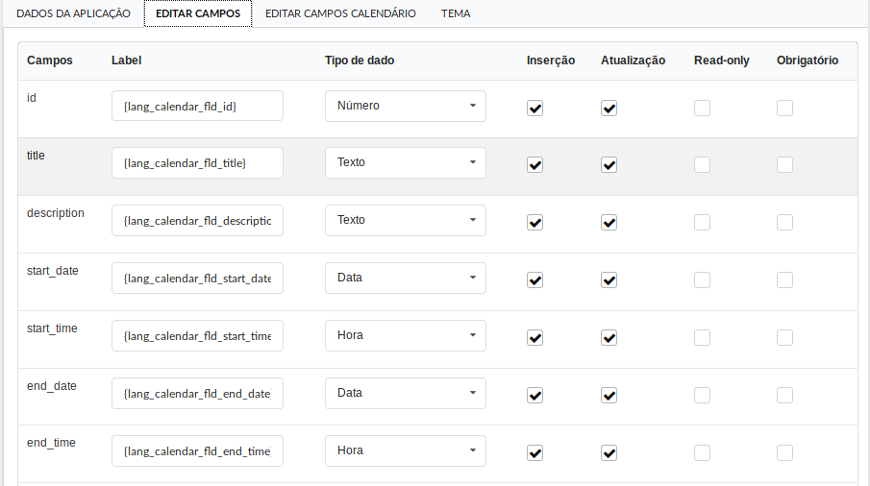 DADOS DA APLICAÇÃO EDITAR CAMPOS EDITAR CAMPOS CALENDÁRIO TEMA
Campos Label Tipo de dado Inserção Atualização Read-only Obrigatório
id {lang_calendar_fld_id} Número
title {lang_calendar_fld_title} Texto
description {lang_calendar_fld_descriptic Texto
start_date {lang_calendar_fld_start_date Data
start_time {lang_calendar_fld_start_time Hora
end_date {lang_calendar_fld_end_date Data
end_time {lang_calendar_fld_end_time Hora